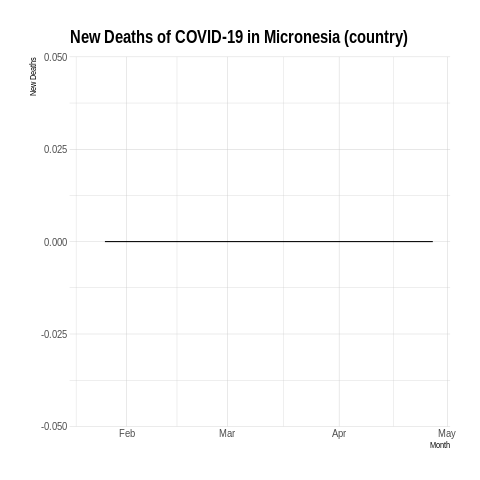 New Deaths of COVID-19 in Micronesia (country)
New Deaths
0.050
0.025
0.000
-0.025
-0.050
Feb Mar Apr May
Month